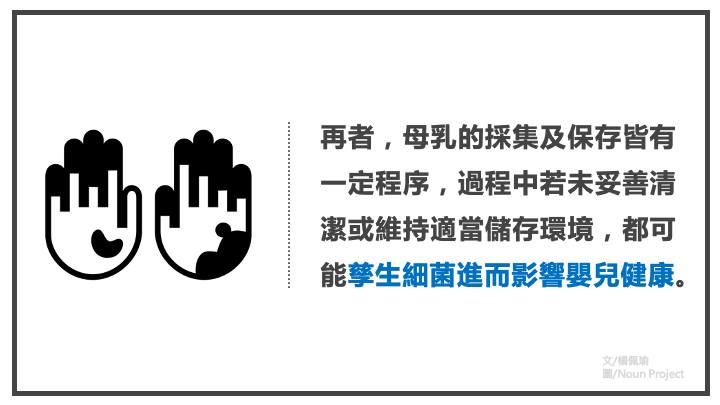 再者，母乳的採集及保存皆有
一定程序，過程中若未妥善清
潔或維持適當儲存環境，都可
能孳生細菌進而影響嬰兒健康。
文/楊佩瑜
圖/Noun Project